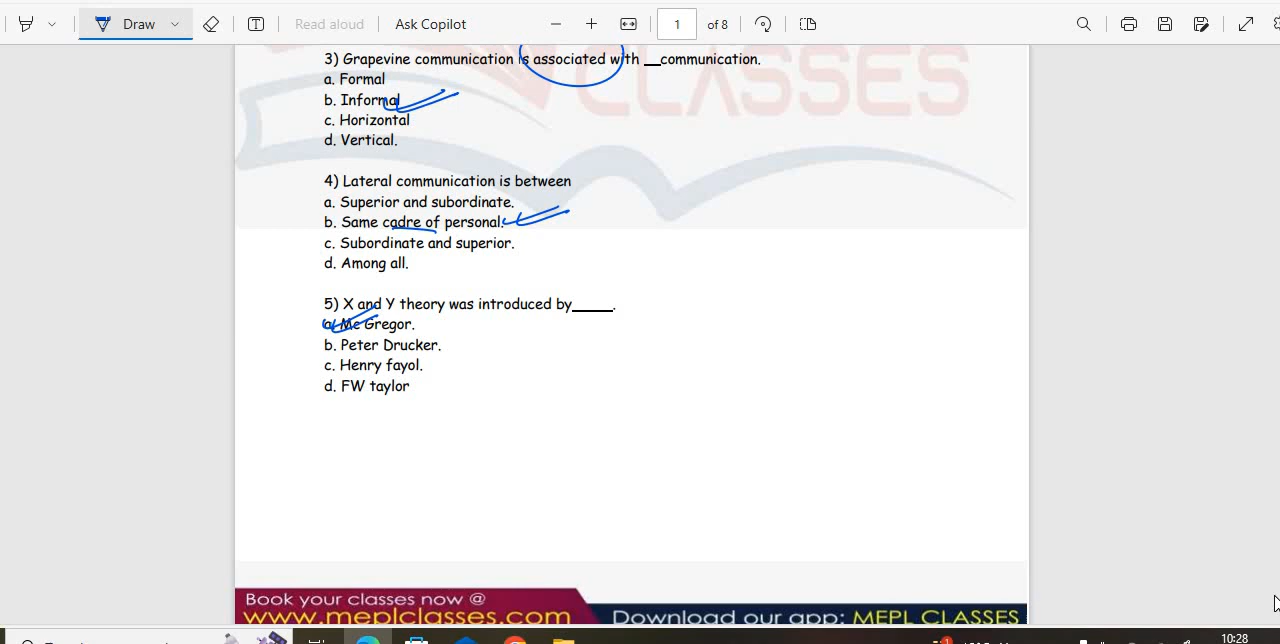 Draw
Read aloud
Ask Copilot
1 of 8
CLASSES
3) Grapevine communication is associated with __communication.
a. Formal
b. Informal
c. Horizontal
d. Vertical.
4) Lateral communication is between
a. Superior and subordinate.
b. Same cadre of personal.
c. Subordinate and superior.
d. Among all.
5) X and Y theory was introduced by_____.
a. Mc Gregor.
b. Peter Drucker.
c. Henry fayol.
d. FW taylor
Book your classes now @
www.meplclasses.com
Download our app: MEPL CLASSES
1
10:28